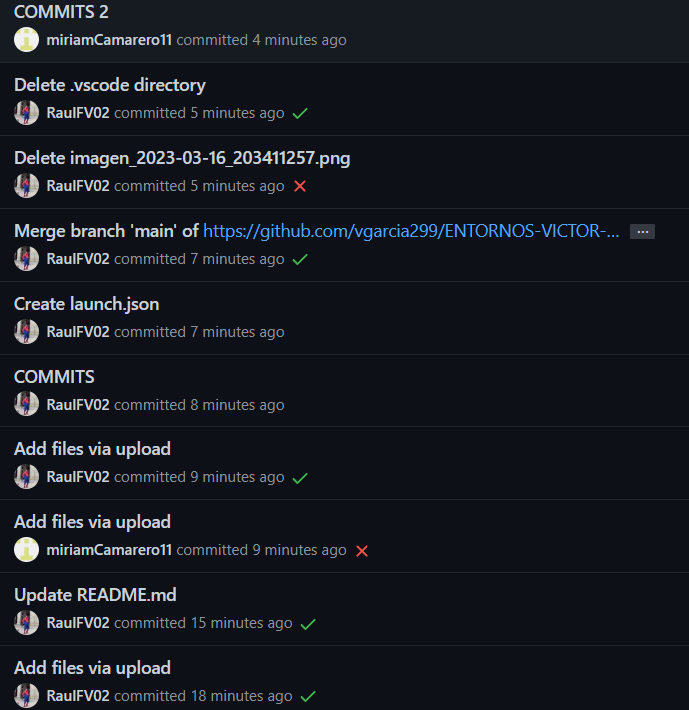 COMMITS 2
miriamCamarero11 committed 4 minutes ago
Delete .vscode directory
RaulFV02 committed 5 minutes ago
Delete imagen_2023-03-16_203411257.png
RaulFV02 committed 5 minutes ago
Merge branch 'main' of https://github.com/vgarcia299/ENTORNOS-VICTOR-... ...
RaulFV02 committed 7 minutes ago
Create launch.json
RaulFV02 committed 7 minutes ago
COMMITS
RaulFV02 committed 8 minutes ago
Add files via upload
RaulFV02 committed 9 minutes ago
Add files via upload
miriamCamarero11 committed 9 minutes ago
Update README.md
RaulFV02 committed 15 minutes ago
Add files via upload
RaulFV02 committed 18 minutes ago